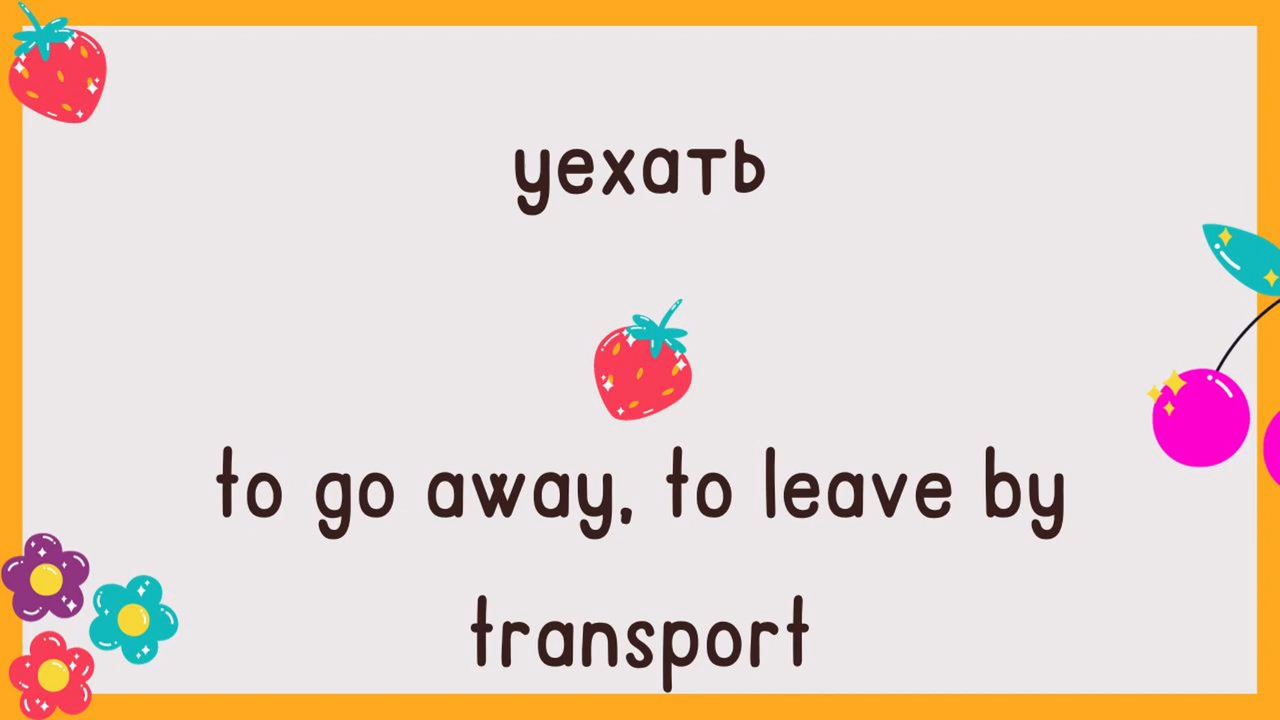 уехать
to go away, to leave by
transport